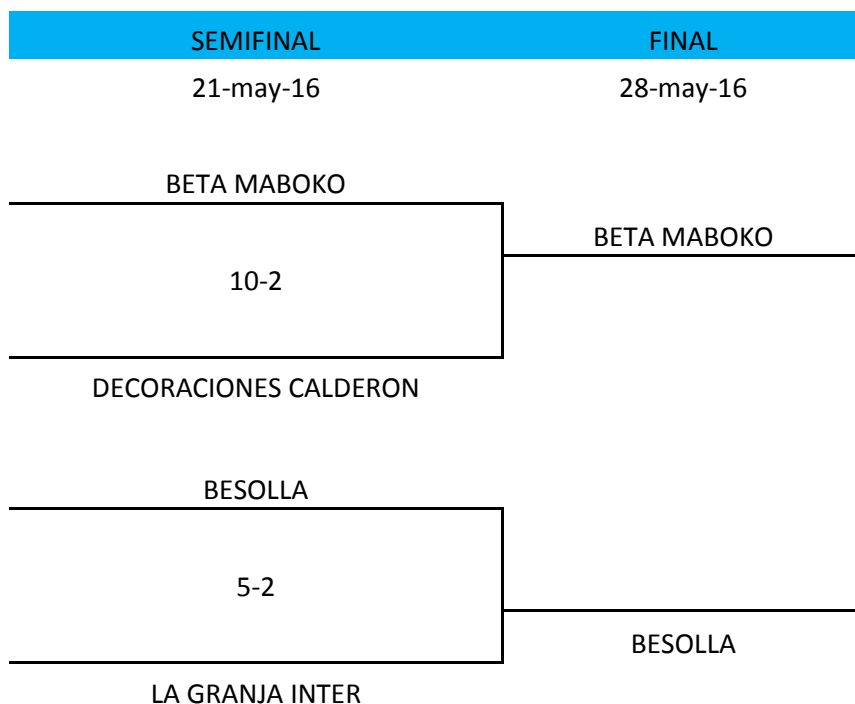 SEMIFINAL FINAL
21-may-16 28-may-16
BETA MABOKO
BETA MABOKO
10-2
DECORACIONES CALDERON
BESOLLA
5-2
BESOLLA
LA GRANJA INTER